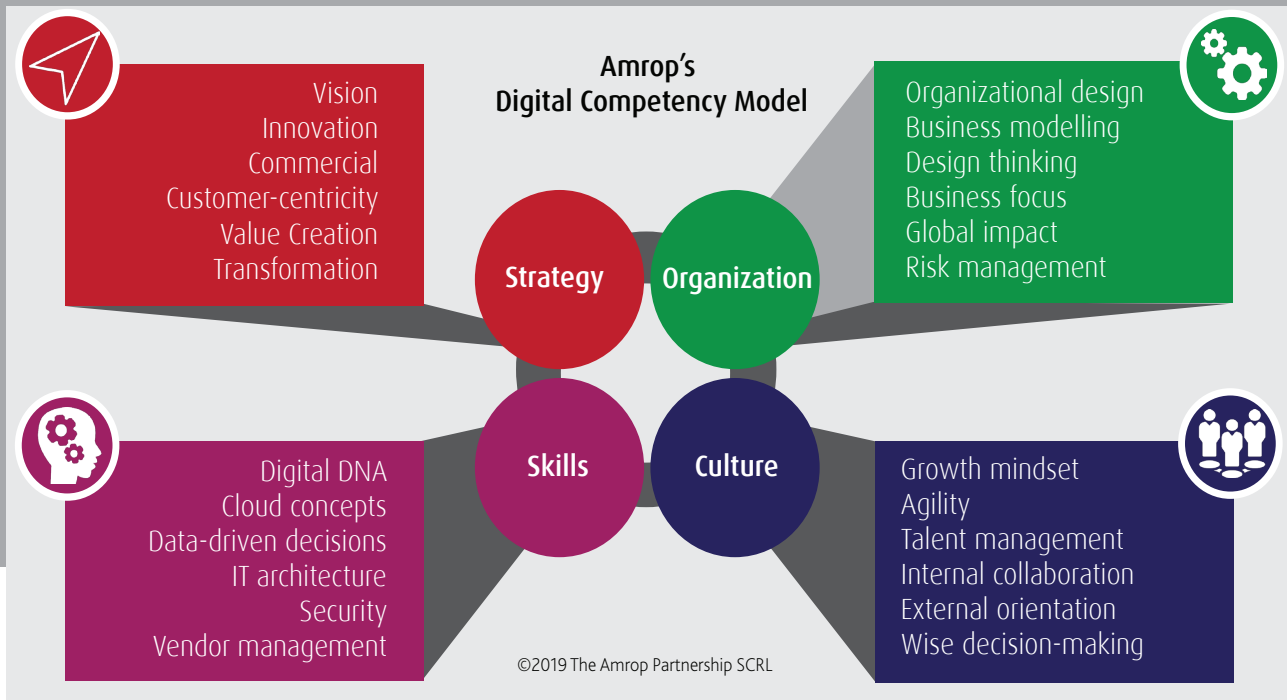 Amrop's
Digital Competency Model
Vision
Innovation
Commercial
Customer-centricity
Value Creation
Transformation
Organizational design
Business modelling
Design thinking
Business focus
Global impact
Risk management
Strategy
Organization
Skills
Culture
Digital DNA
Cloud concepts
Data-driven decisions
IT architecture
Security
Vendor management
Growth mindset
Agility
Talent management
Internal collaboration
External orientation
Wise decision-making
©2019 The Amrop Partnership SCRL